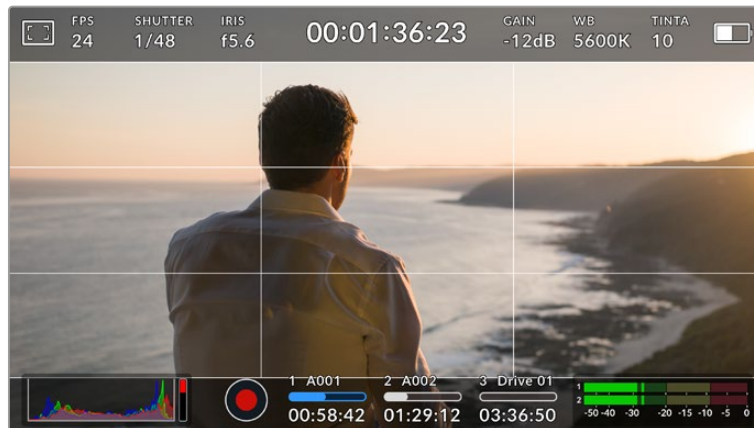 FPS SHUTTER IRIS 00:01:36:23 GAIN WB TINTA
24 1/48 f5.6 -12dB 5600K 10
1 A001 2 A002 3 Drive 01
00:58:42 01:29:12 03:36:50
1
2
-50 -40 -30 -20 -15 -10 -5 0